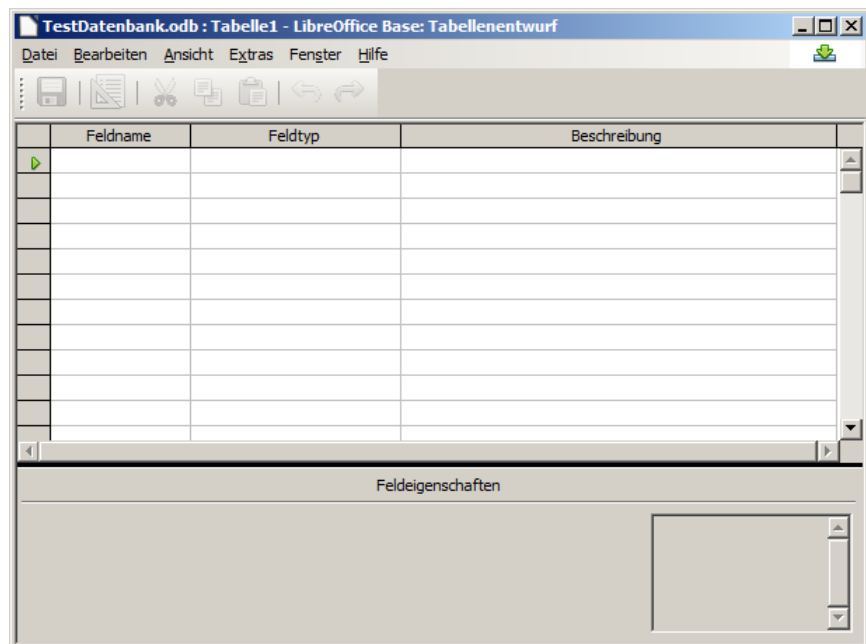 TestDatenbank.odb : Tabelle1 - LibreOffice Base: Tabellenentwurf
Datei Bearbeiten Ansicht Extras Fenster Hilfe
Feldname Feldtyp Beschreibung
Feldeigenschaften